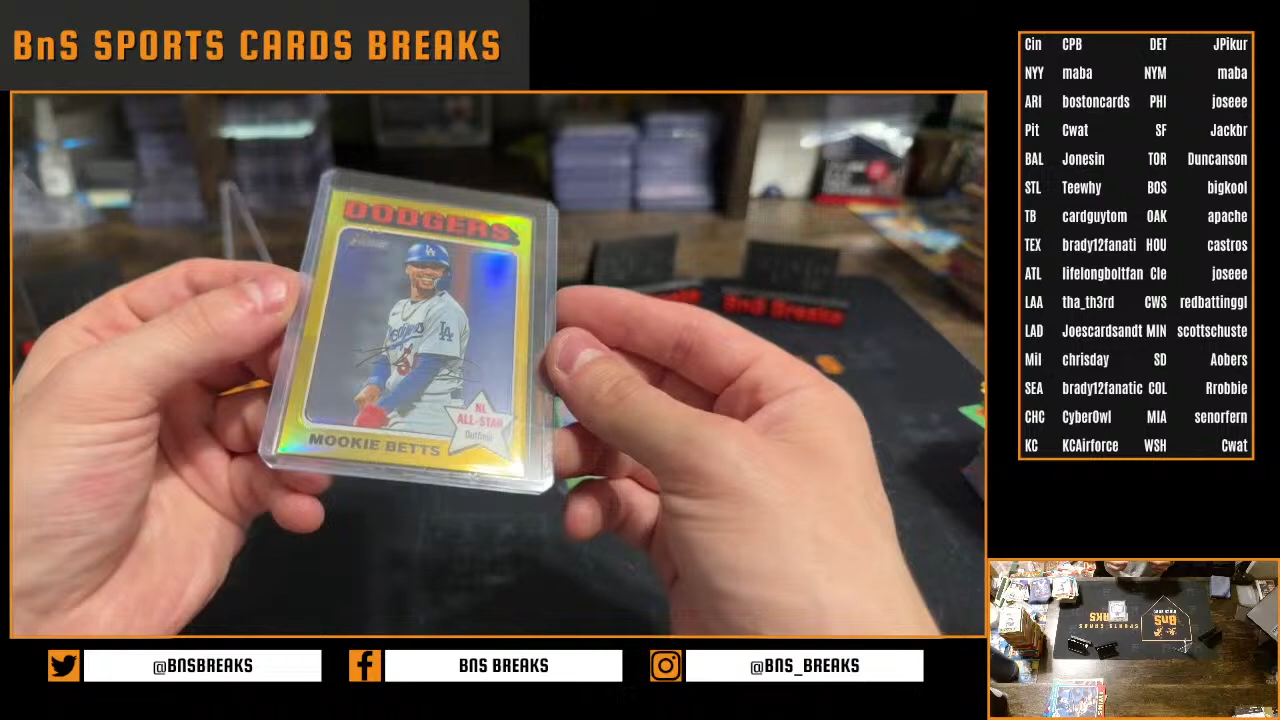 BnS SPORTS CARDS BREAKS
DODGERS
NL
ALL-STAR
Outfield
MOOKIE BETTS
BnS Breaks
Cin CPB DET JPikur
NYY maba NYM maba
ARI bostoncards PHI joseee
Pit Cwat SF Jackbr
BAL Jonesin TOR Duncanson
STL Teewhy BOS bigkool
TB cardguytom OAK apache
TEX brady12fanati HOU castros
ATL lifelongboltfan Cle joseee
LAA tha_th3rd CWS redbattinggl
LAD Joescardsandt MIN scottschuste
Mil chrisday SD Aobers
SEA brady12fanatic COL Rrobbie
CHC CyberOwl MIA senorfern
KC KCAirforce WSH Cwat
@BNSBREAKS
BNS BREAKS
@BNS_BREAKS